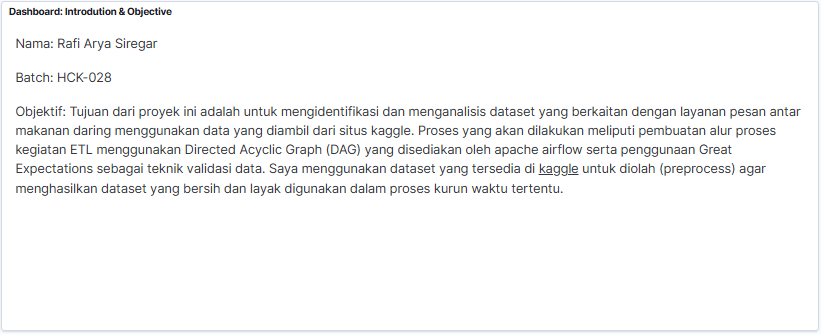 Dashboard: Introdution & Objective
Nama: Rafi Arya Siregar
Batch: HCK-028
Objektif: Tujuan dari proyek ini adalah untuk mengidentifikasi dan menganalisis dataset yang berkaitan dengan layanan pesan antar
makanan daring menggunakan data yang diambil dari situs kaggle. Proses yang akan dilakukan meliputi pembuatan alur proses
kegiatan ETL menggunakan Directed Acyclic Graph (DAG) yang disediakan oleh apache airflow serta penggunaan Great
Expectations sebagai teknik validasi data. Saya menggunakan dataset yang tersedia di kaggle untuk diolah (preprocess) agar
menghasilkan dataset yang bersih dan layak digunakan dalam proses kurun waktu tertentu.